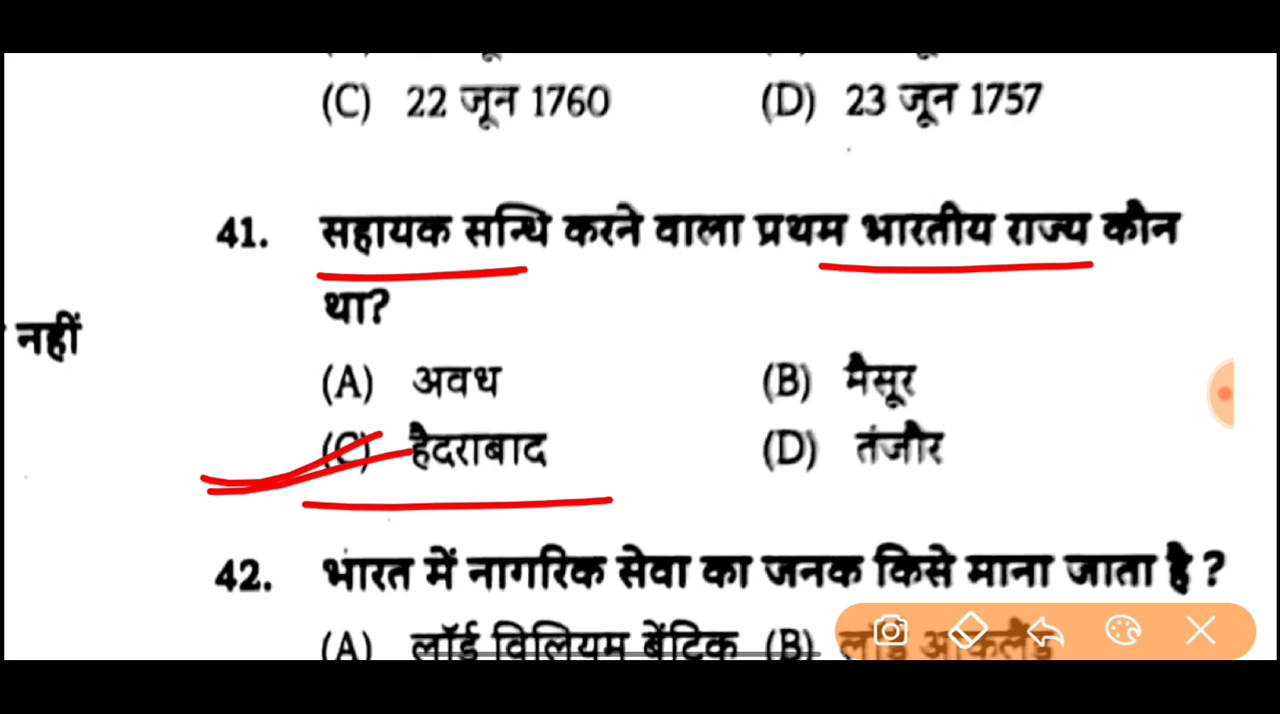 (C) 22 जून 1760 (D) 23 जून 1757
41. सहायक सन्धि करने वाला प्रथम भारतीय राज्य कौन
था?
नहीं
(A) अवध (B) मैसूर
(C) हैदराबाद (D) तंजौर
42. भारत में नागरिक सेवा का जनक किसे माना जाता है ?
(A) लॉर्ड विलियम बेंटिक (B) लॉर्ड ऑकलैंड